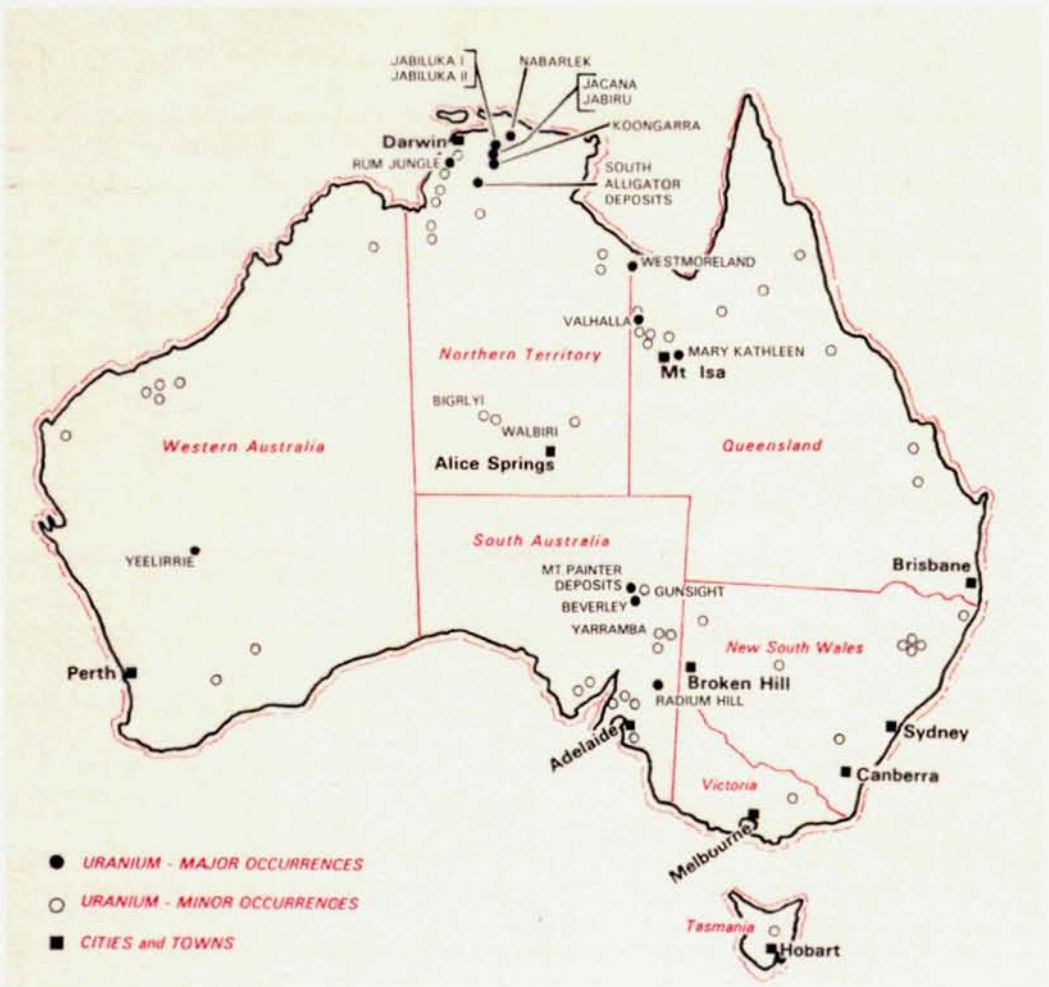 JABILUKA I
JABILUKA II
NABARLEK
JACANA
JABIRU
KOONGARRA
Darwin
RUM JUNGLE
SOUTH
ALLIGATOR
DEPOSITS
WESTMORELAND
VALHALLA
MARY KATHLEEN
Mt Isa
Northern Territory
BIGRLYI
WALBIRI
Alice Springs
Western Australia
Queensland
YEELIRRIE
South Australia
MT. PAINTER
DEPOSITS
GUNSIGHT
BEVERLEY
YARRAMBA
Brisbane
New South Wales
Perth
Broken Hill
RADIUM HILL
Adelaide
Sydney
Canberra
Victoria
Melbourne
Tasmania
Hobart
URANIUM - MAJOR OCCURRENCES
URANIUM - MINOR OCCURRENCES
CITIES and TOWNS